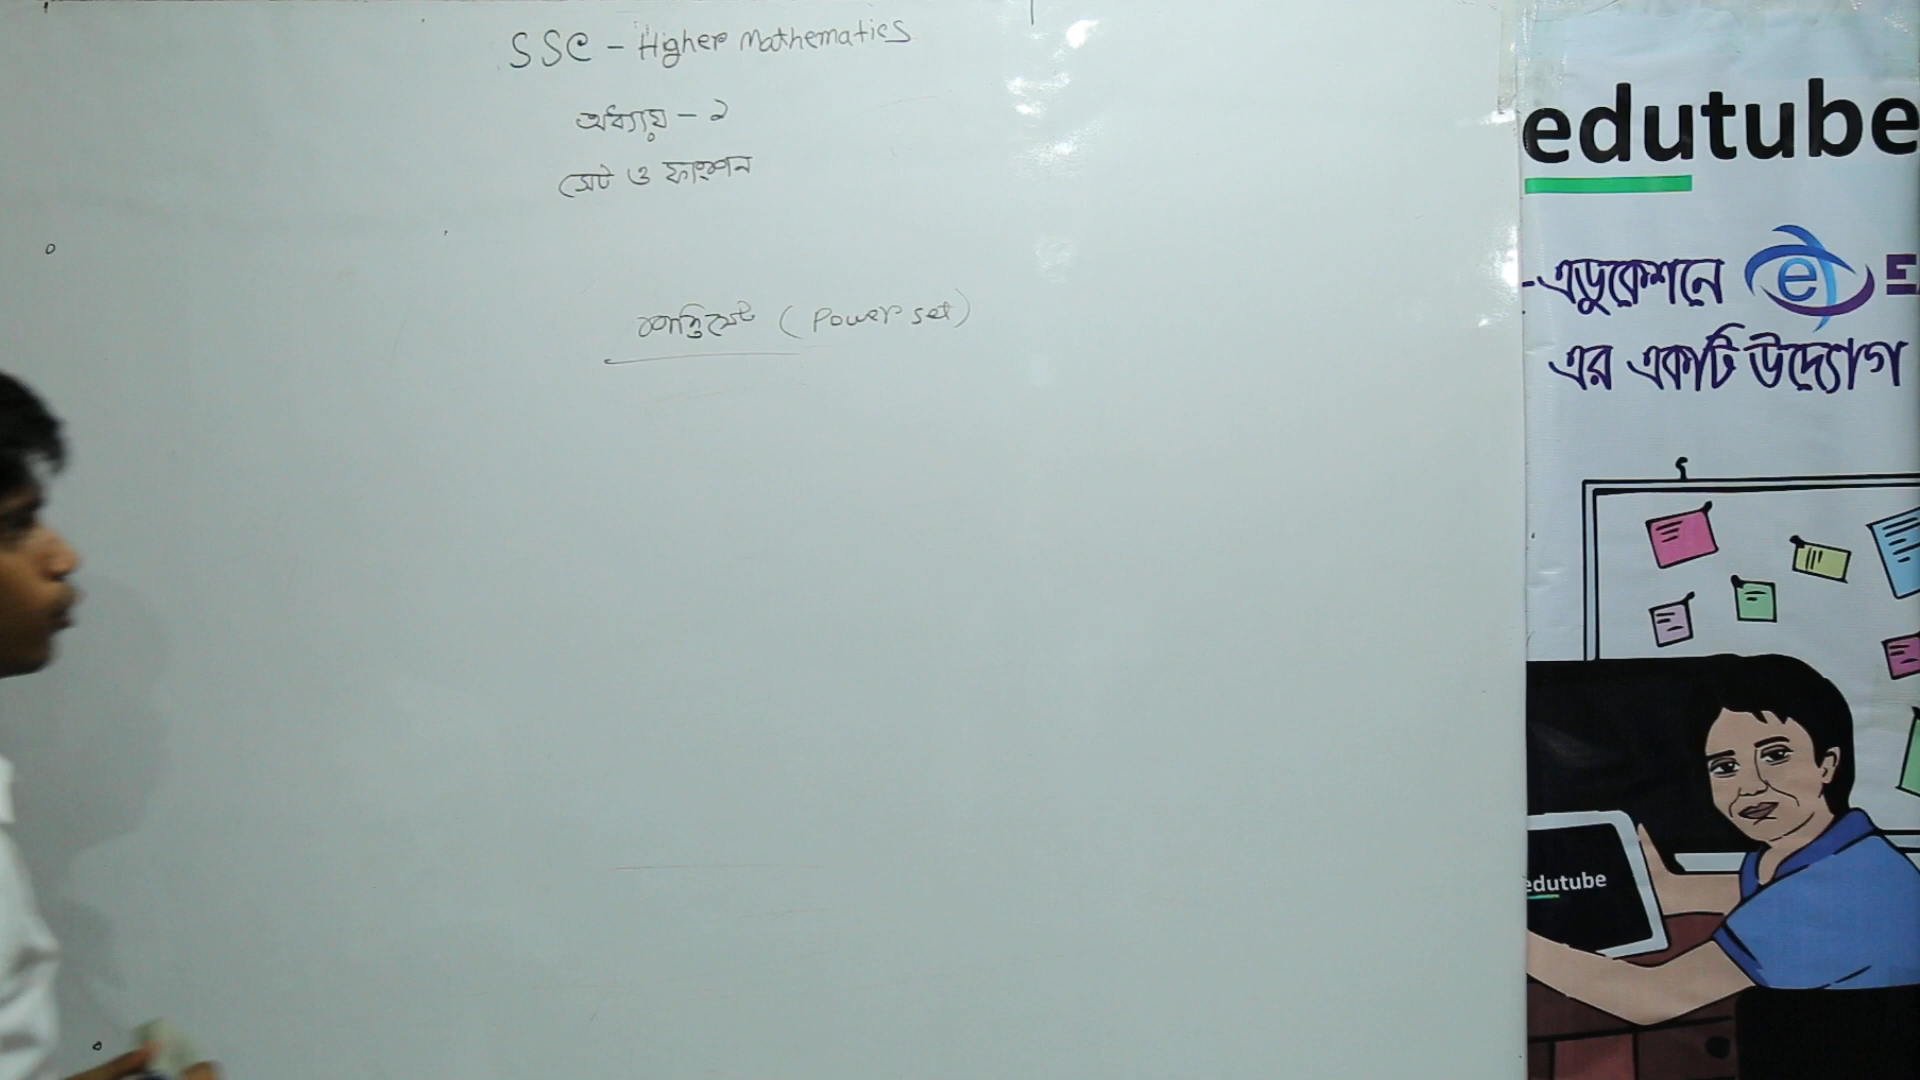 SSC - Higher Mathematics
অধ্যায় - ১
সেট ও ফাংশন
শক্তিসেট (Power set)
edutube
-এডুকেশনে e E
এর একটি উদ্যোগ
edutube